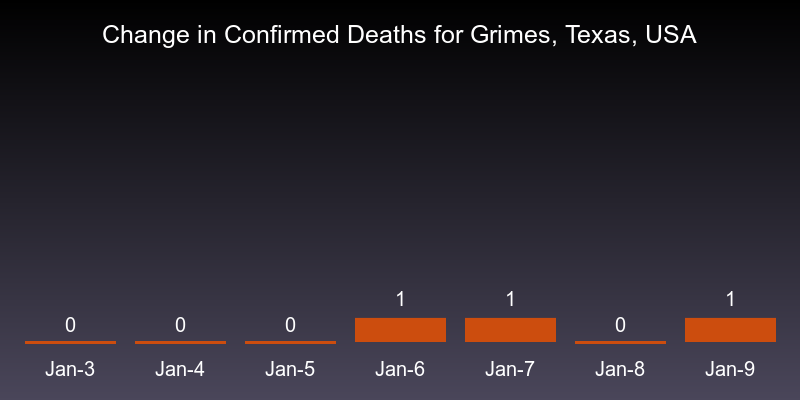 Change in Confirmed Deaths for Grimes, Texas, USA
0 0 0 1 1 0 1
Jan-3 Jan-4 Jan-5 Jan-6 Jan-7 Jan-8 Jan-9